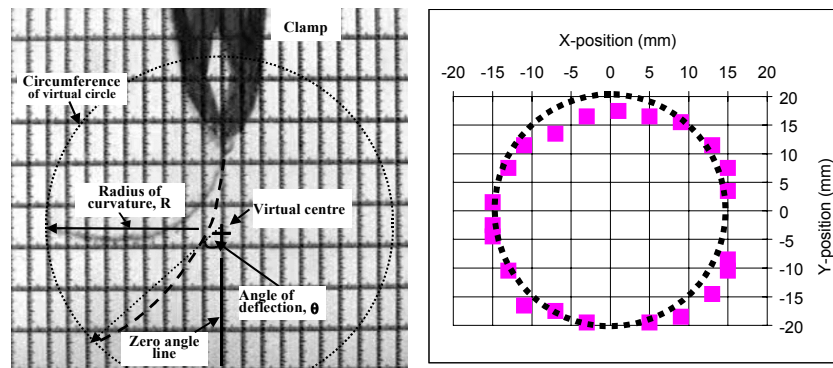 Clamp
Circumference
of virtual circle
Radius of
curvature, R
Virtual centre
Angle of
deflection, θ
Zero angle
line
X-position (mm)
-20 -15 -10 -5 0 5 10 15 20
20
15
10
5
0
-5
-10
-15
-20
Y-position (mm)